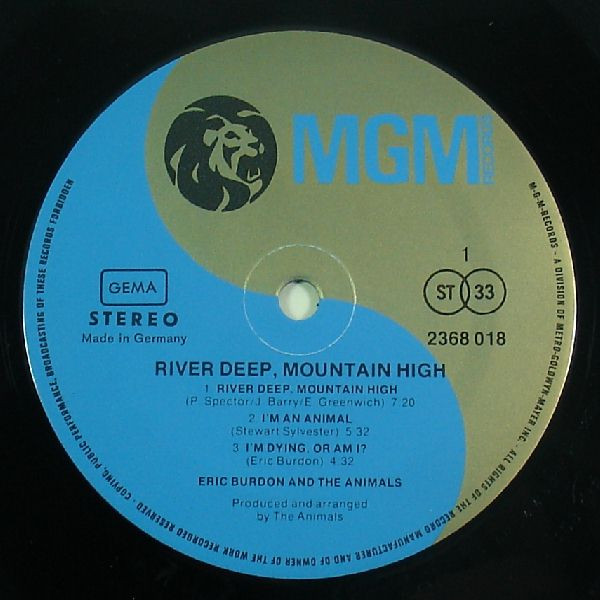 MGM
RECORDS
GEMA
STEREO
Made in Germany
1
ST 33
2368 018
RIVER DEEP, MOUNTAIN HIGH
1 RIVER DEEP, MOUNTAIN HIGH
(P. Spector/J. Barry/E. Greenwich) 7:20
2 I'M AN ANIMAL
(Stewart Sylvester) 5:32
3 I'M DYING, OR AM I?
(Eric Burdon) 4:32
ERIC BURDON AND THE ANIMALS
Produced and arranged
by The Animals
M-G-M-RECORDS - A DIVISION OF METRO-GOLDWYN-MAYER INC. - ALL RIGHTS OF THE RECORD MANUFACTURER AND OF OWNER OF THE WORK RECORDED RESERVED - COPYING, PUBLIC PERFORMANCE, BROADCASTING OF THESE RECORDS FORBIDDEN